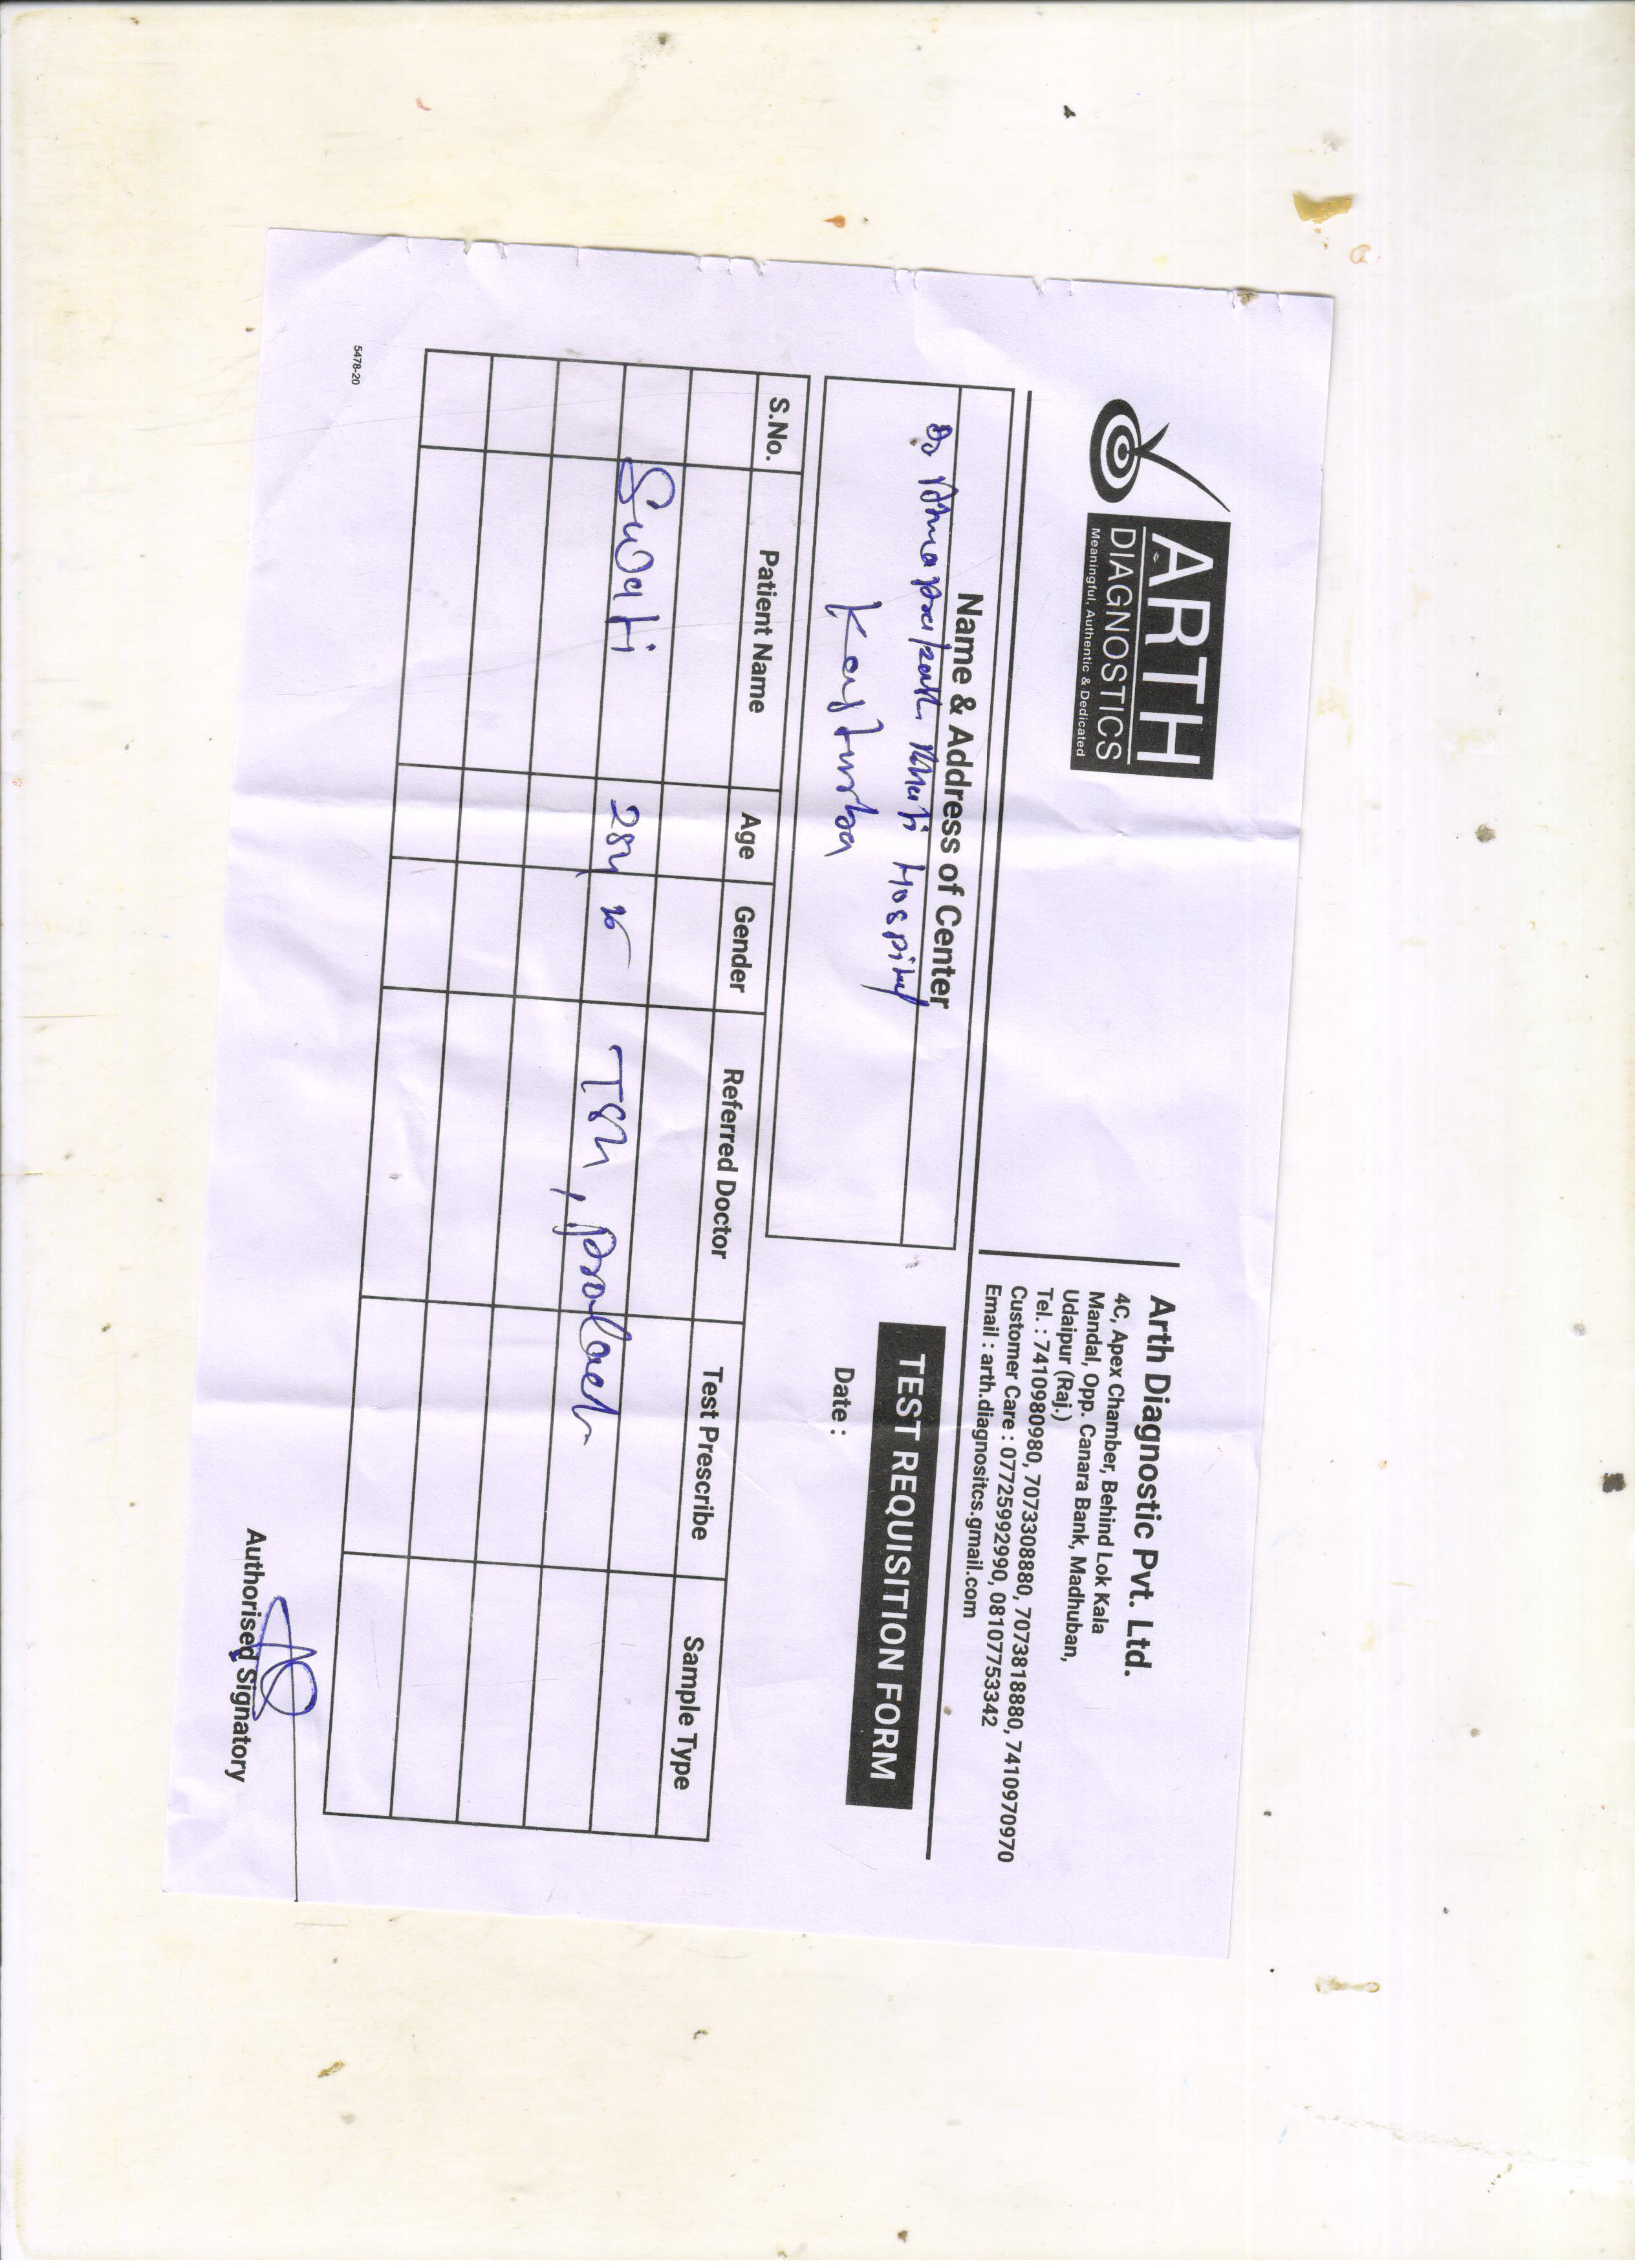 ARTH
DIAGNOSTICS
Meaningful, Authentic & Dedicated
Arth Diagnostic Pvt. Ltd.
4C, Apex Chamber, Behind Lok Kala
Mandal, Opp. Canara Bank, Madhuban,
Udaipur (Raj.)
Tel. : 7410980980, 7073308880, 7073818880, 7410970970
Customer Care : 07725992990, 08107753342
Email : arth.diagnositcs.gmail.com
Name & Address of Center
Hospital
TEST REQUISITION FORM
Date :
S.No. Patient Name Age Gender Referred Doctor Test Prescribe Sample Type
Swati 28y TSH, prolact
Authorised Signatory
5478-20